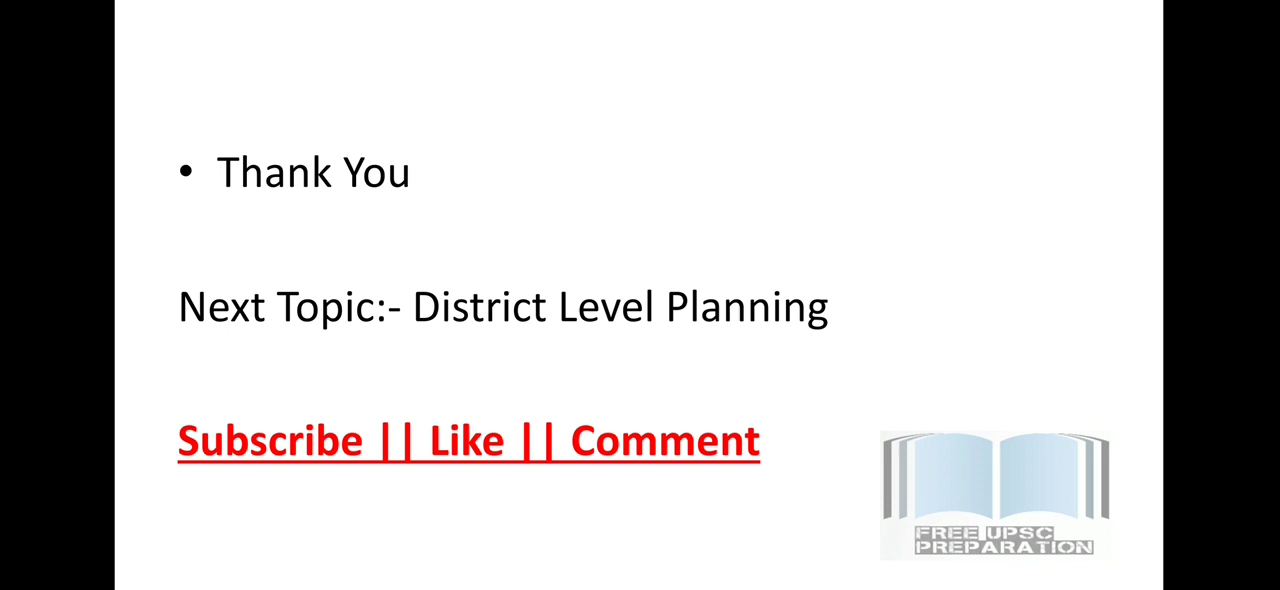 • Thank You
Next Topic:- District Level Planning
Subscribe || Like || Comment
FREE UPSC
PREPARATION